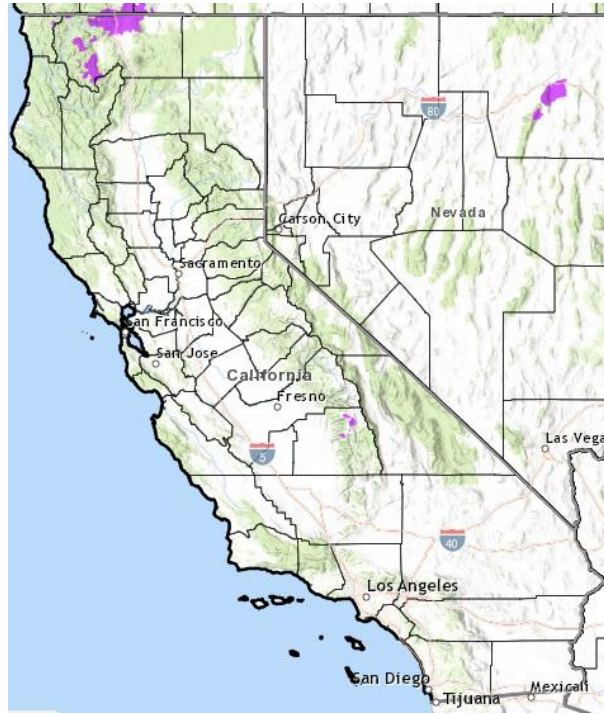 80
Carson City
Nevada
Sacramento
San Francisco
San Jose
California
Fresno
Las Vega
5
40
Los Angeles
San Diego
Tijuana
Mexicali